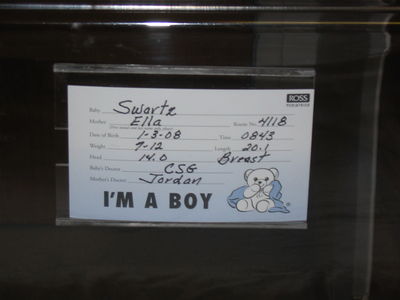 ROSS
Baby Swartz
Mother Ella
Room No. 4118
Date of Birth 1-3-08 Time 0843
Weight 7-12 Length 20.1
Head 14.0 Breast
Baby's Doctor CSG
Mother's Doctor Jordan
I'M A BOY